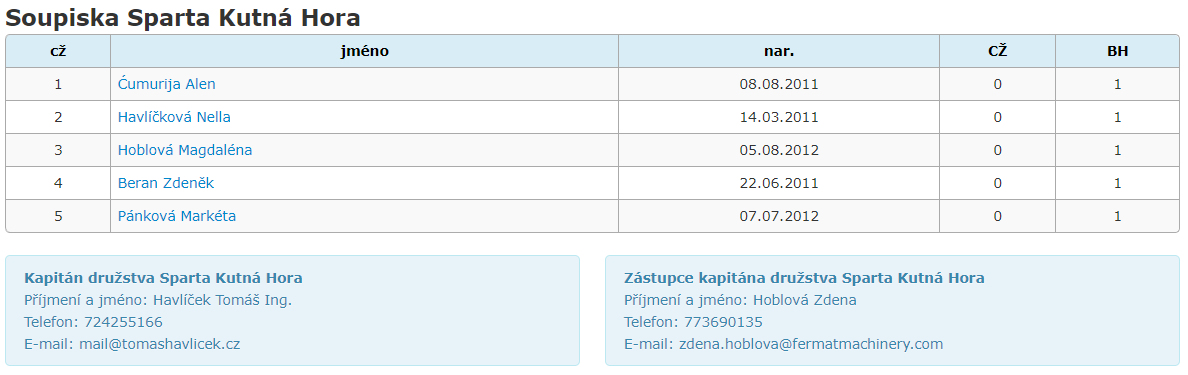 Soupiska Sparta Kutná Hora
cž jméno nar. CŽ BH
1 Ćumurija Alen 08.08.2011 0 1
2 Havlíčková Nella 14.03.2011 0 1
3 Hoblová Magdaléna 05.08.2012 0 1
4 Beran Zdeněk 22.06.2011 0 1
5 Pánková Markéta 07.07.2012 0 1
Kapitán družstva Sparta Kutná Hora
Příjmení a jméno: Havlíček Tomáš Ing.
Telefon: 724255166
E-mail: mail@tomashavlicek.cz
Zástupce kapitána družstva Sparta Kutná Hora
Příjmení a jméno: Hoblová Zdena
Telefon: 773690135
E-mail: zdena.hoblova@fermatmachinery.com